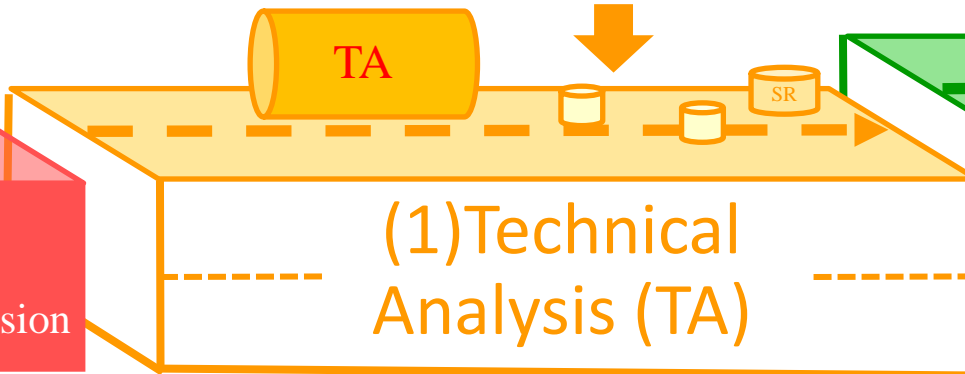 TA
SR
(1)Technical
Analysis (TA)
sion